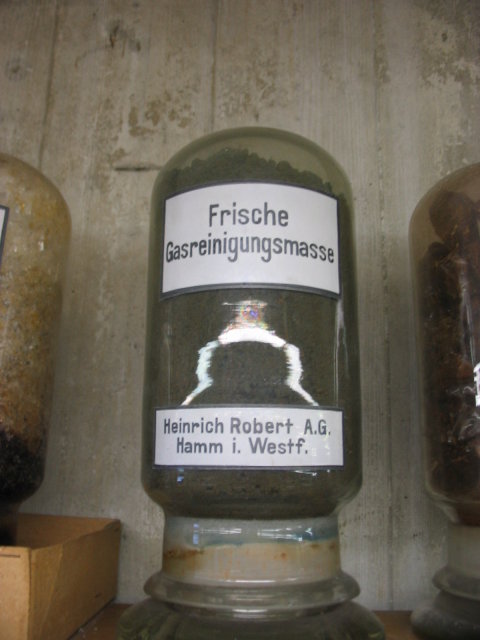 Frische
Gasreinigungsmasse
Heinrich Robert A.G.
Hamm i. Westf.